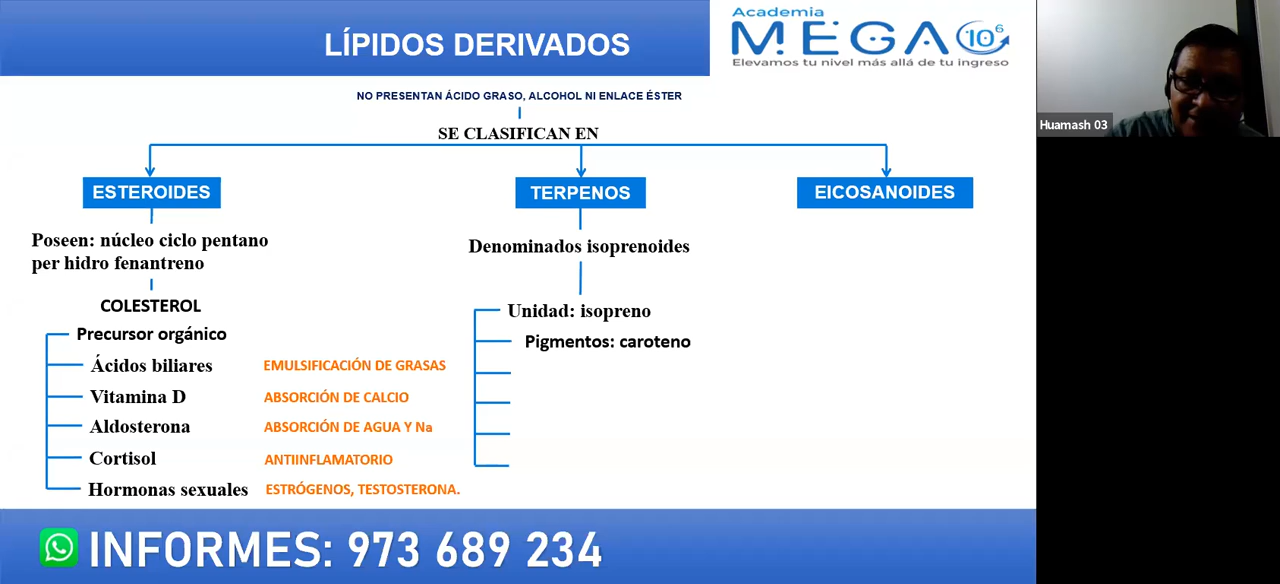 LÍPIDOS DERIVADOS
Academia
MEGA 10⁶
Elevamos tu nivel más allá de tu ingreso
Huamash 03
NO PRESENTAN ÁCIDO GRASO, ALCOHOL NI ENLACE ÉSTER
SE CLASIFICAN EN
ESTEROIDES
TERPENOS
EICOSANOIDES
Poseen: núcleo ciclo pentano
per hidro fenantreno
COLESTEROL
Precursor orgánico
Ácidos biliares EMULSIFICACIÓN DE GRASAS
Vitamina D ABSORCIÓN DE CALCIO
Aldosterona ABSORCIÓN DE AGUA Y Na
Cortisol ANTIINFLAMATORIO
Hormonas sexuales ESTRÓGENOS, TESTOSTERONA.
Denominados isoprenoides
Unidad: isopreno
Pigmentos: caroteno
INFORMES: 973 689 234